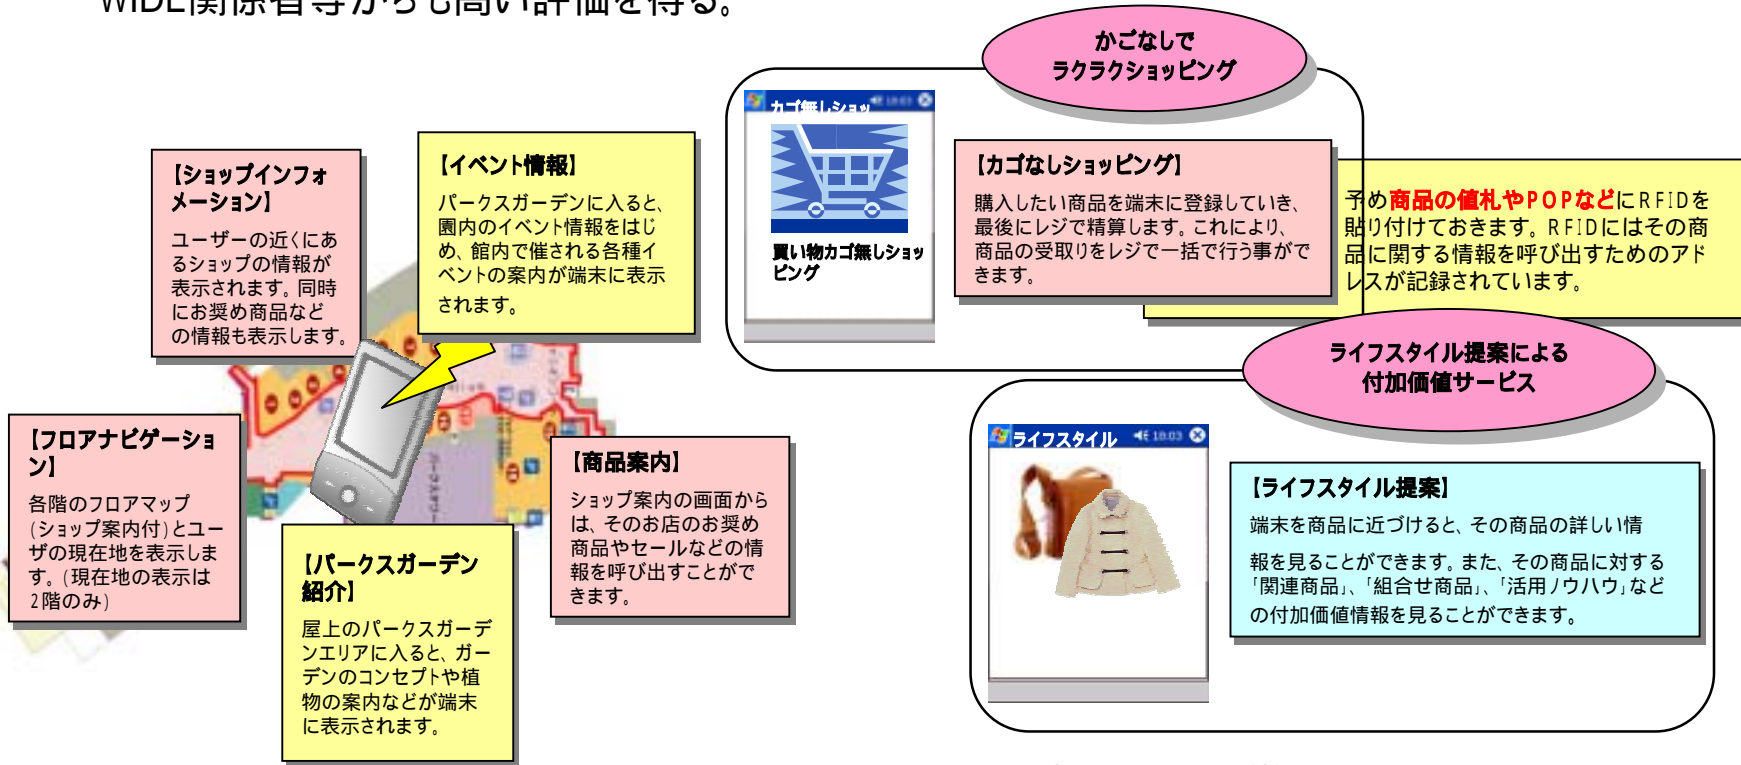 WIDE関係者等からも高い評価を得る。
かごなしで
ラクラクショッピング
カゴ無しショッ
18:03
買い物カゴ無しショッ
ピング
【カゴなしショッピング】
購入したい商品を端末に登録していき、
最後にレジで精算します。これにより、
商品の受取りをレジで一括で行う事がで
きます。
予め商品の値札やPOPなどにRFIDを
貼り付けておきます。RFIDにはその商
品に関する情報を呼び出すためのアド
レスが記録されています。
【ショップインフォ
メーション】
ユーザーの近くにあ
るショップの情報が
表示されます。同時
にお奨め商品など
の情報も表示します。
【イベント情報】
パークスガーデンに入ると、
園内のイベント情報をはじ
め、館内で催される各種イ
ベントの案内が端末に表示
されます。
【フロアナビゲーショ
ン】
各階のフロアマップ
(ショップ案内付)とユー
ザの現在地を表示しま
す。(現在地の表示は
2階のみ)
【パークスガーデン
紹介】
屋上のパークスガーデ
ンエリアに入ると、ガー
デンのコンセプトや植
物の案内などが端末
に表示されます。
【商品案内】
ショップ案内の画面から
は、そのお店のお奨め
商品やセールなどの情
報を呼び出すことがで
きます。
ライフスタイル提案による
付加価値サービス
ライフスタイル
18:03
【ライフスタイル提案】
端末を商品に近づけると、その商品の詳しい情
報を見ることができます。また、その商品に対する
「関連商品」、「組合せ商品」、「活用ノウハウ」など
の付加価値情報を見ることができます。